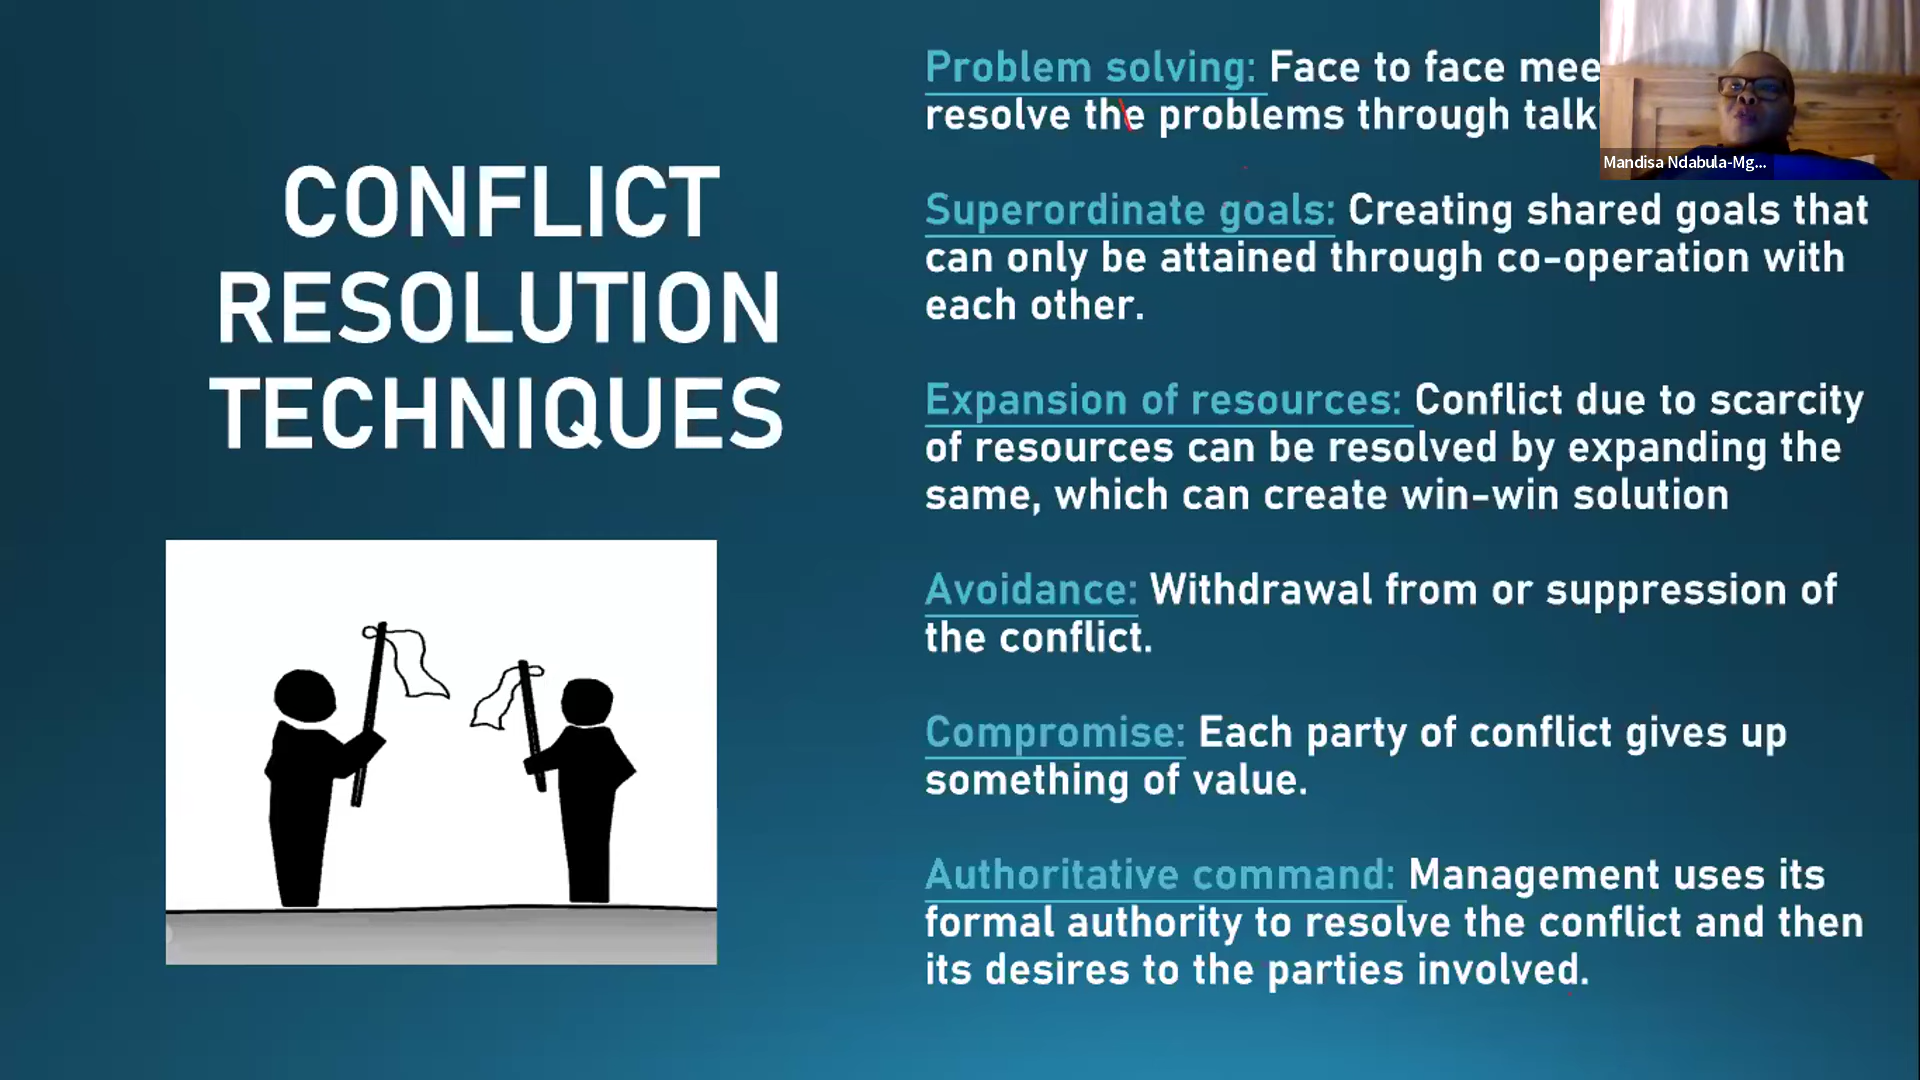 CONFLICT
RESOLUTION
TECHNIQUES
Problem solving: Face to face
resolve the problems through
Superordinate goals: Creating shared goals that
can only be attained through co-operation with
each other.
Expansion of resources: Conflict due to scarcity
of resources can be resolved by expanding the
same, which can create win-win solution
Avoidance: Withdrawal from or suppression of
the conflict.
Compromise: Each party of conflict gives up
something of value.
Authoritative command: Management uses its
formal authority to resolve the conflict and then
its desires to the parties involved.
Mandisa Ndabula-Mg...